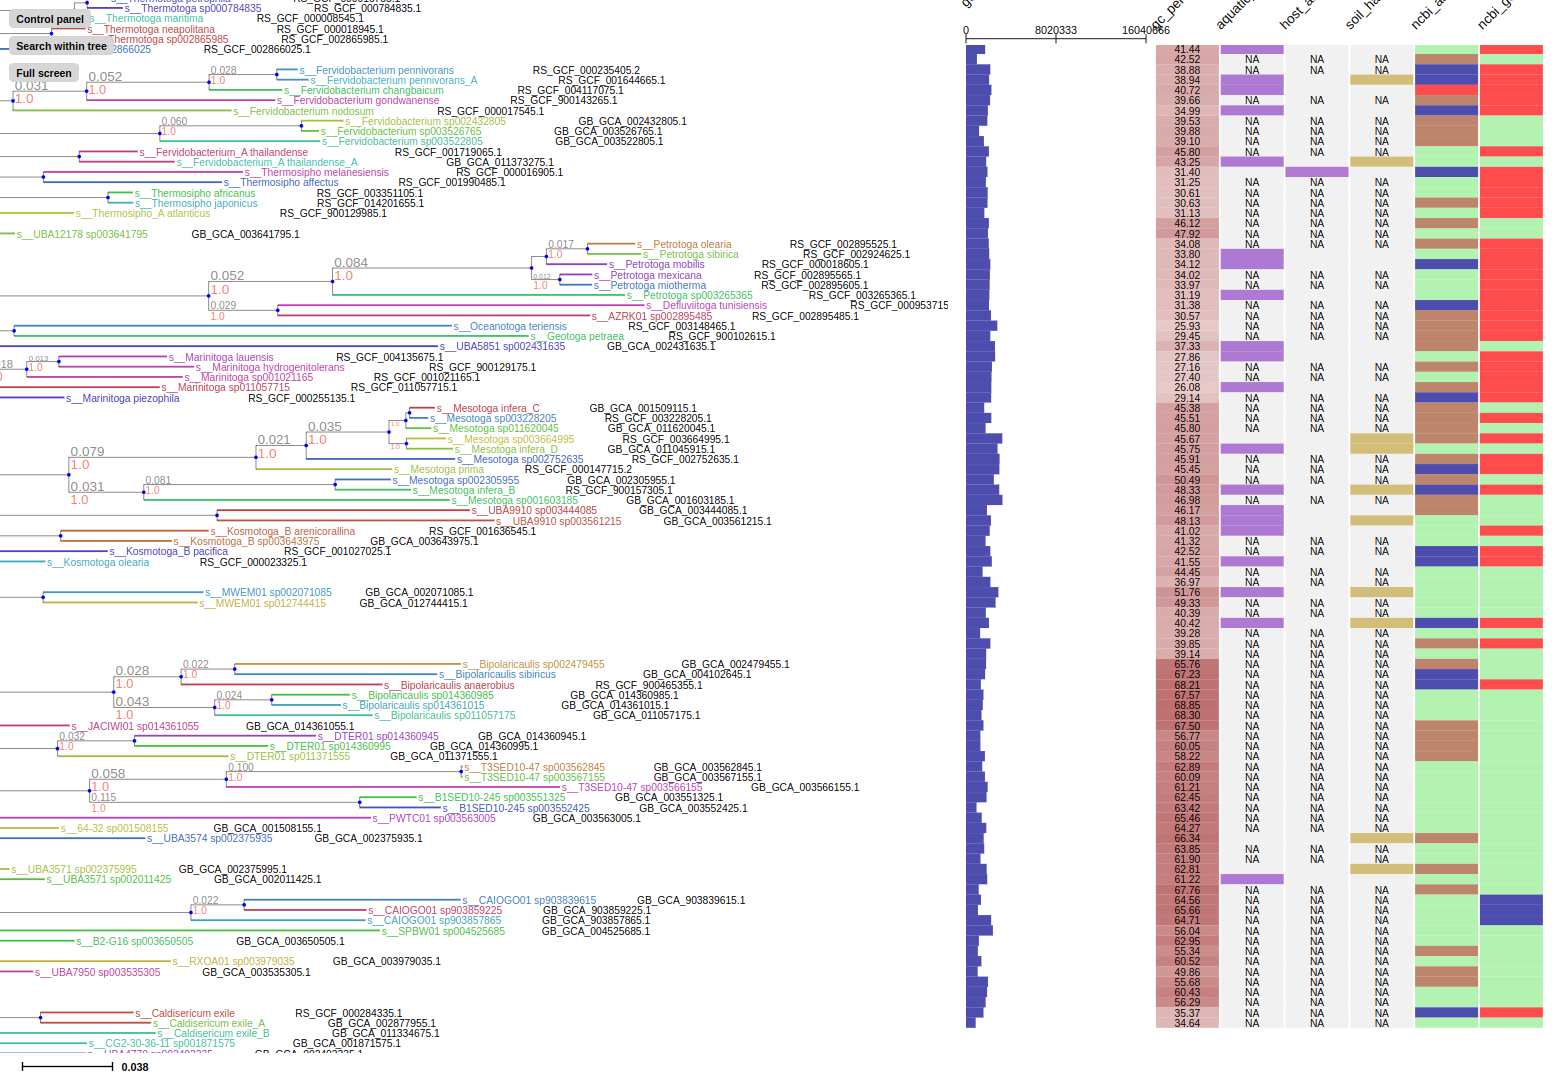 Control panel
Search within tree
Full screen
s__Thermotoga sp000784835 RS_GCF_000784835.1
s__Thermotoga maritima RS_GCF_000008545.1
s__Thermotoga neapolitana RS_GCF_000018945.1
s__Thermotoga sp002865985 RS_GCF_002865985.1
RS_GCF_002866025.1
0.031 1.0 0.052 1.0 0.028 1.0
s__Fervidobacterium pennivorans RS_GCF_000235405.2
s__Fervidobacterium pennivorans_A RS_GCF_001644665.1
s__Fervidobacterium changbaicum RS_GCF_004117075.1
s__Fervidobacterium gondwanense RS_GCF_900143265.1
s__Fervidobacterium nodosum RS_GCF_000017545.1
0.060 1.0
s__Fervidobacterium sp002432805 GB_GCA_002432805.1
s__Fervidobacterium sp003526765 GB_GCA_003526765.1
s__Fervidobacterium sp003522805 GB_GCA_003522805.1
s__Fervidobacterium_A thailandense RS_GCF_001719065.1
s__Fervidobacterium_A thailandense_A GB_GCA_011373275.1
s__Thermosipho melanesiensis RS_GCF_000016905.1
s__Thermosipho affectus RS_GCF_001990485.1
s__Thermosipho africanus RS_GCF_003351105.1
s__Thermosipho japonicus RS_GCF_014201655.1
s__Thermosipho_A atlanticus RS_GCF_900129985.1
s__UBA12178 sp003641795 GB_GCA_003641795.1
0.052 1.0 0.084 1.0 0.017 1.0 0.012 1.0 0.029 1.0
s__Petrotoga olearia RS_GCF_002895525.1
s__Petrotoga sibirica RS_GCF_002924625.1
s__Petrotoga mobilis RS_GCF_000018605.1
s__Petrotoga mexicana RS_GCF_002895565.1
s__Petrotoga miotherma RS_GCF_002895605.1
s__Petrotoga sp003265365 RS_GCF_003265365.1
s__Defluviitoga tunisiensis RS_GCF_000953715
s__AZRK01 sp002895485 RS_GCF_002895485.1
s__Oceanotoga teriensis RS_GCF_003148465.1
s__Geotoga petraea RS_GCF_900102615.1
s__UBA5851 sp002431635 GB_GCA_002431635.1
0.013 1.0
s__Marinitoga lauensis RS_GCF_004135675.1
s__Marinitoga hydrogenitolerans RS_GCF_900129175.1
s__Marinitoga sp001021165 RS_GCF_001021165.1
s__Marinitoga sp011057715 RS_GCF_011057715.1
s__Marinitoga piezophila RS_GCF_000255135.1
0.079 1.0 0.021 1.0 0.035 1.0 0.031 1.0 0.081 1.0
s__Mesotoga infera_C GB_GCA_001509115.1
s__Mesotoga sp003228205 RS_GCF_003228205.1
s__Mesotoga sp011620045 GB_GCA_011620045.1
s__Mesotoga sp003664995 RS_GCF_003664995.1
s__Mesotoga infera_D GB_GCA_011045915.1
s__Mesotoga sp002752635 RS_GCF_002752635.1
s__Mesotoga prima RS_GCF_000147715.2
s__Mesotoga sp002305955 GB_GCA_002305955.1
s__Mesotoga infera_B RS_GCF_900157305.1
s__Mesotoga sp001603185 GB_GCA_001603185.1
s__UBA9910 sp003444085 GB_GCA_003444085.1
s__UBA9910 sp003561215 GB_GCA_003561215.1
s__Kosmotoga_B arenicorallina RS_GCF_001636545.1
s__Kosmotoga_B sp003643975 GB_GCA_003643975.1
s__Kosmotoga_B pacifica RS_GCF_001027025.1
s__Kosmotoga olearia RS_GCF_000023325.1
s__MWEM01 sp002071085 GB_GCA_002071085.1
s__MWEM01 sp012744415 GB_GCA_012744415.1
0.028 1.0 0.022 1.0 0.043 1.0 0.024 1.0
s__Bipolaricaulis sp002479455 GB_GCA_002479455.1
s__Bipolaricaulis sibiricus GB_GCA_004102645.1
s__Bipolaricaulis anaerobius RS_GCF_900465355.1
s__Bipolaricaulis sp014360985 GB_GCA_014360985.1
s__Bipolaricaulis sp014361015 GB_GCA_014361015.1
s__Bipolaricaulis sp011057175 GB_GCA_011057175.1
s__JACIWI01 sp014361055 GB_GCA_014361055.1
0.032 1.0
s__DTER01 sp014360945 GB_GCA_014360945.1
s__DTER01 sp014360995 GB_GCA_014360995.1
s__DTER01 sp011371555 GB_GCA_011371555.1
0.058 1.0 0.100 1.0 0.115 1.0
s__T3SED10-47 sp003562845 GB_GCA_003562845.1
s__T3SED10-47 sp003567155 GB_GCA_003567155.1
s__T3SED10-47 sp003566155 GB_GCA_003566155.1
s__B1SED10-245 sp003551325 GB_GCA_003551325.1
s__B1SED10-245 sp003552425 GB_GCA_003552425.1
s__PWTC01 sp003563005 GB_GCA_003563005.1
s__64-32 sp001508155 GB_GCA_001508155.1
s__UBA3574 sp002375935 GB_GCA_002375935.1
s__UBA3571 sp002375995 GB_GCA_002375995.1
s__UBA3571 sp002011425 GB_GCA_002011425.1
0.022 1.0
s__CAIOGO01 sp903839615 GB_GCA_903839615.1
s__CAIOGO01 sp903859225 GB_GCA_903859225.1
s__CAIOGO01 sp903857865 GB_GCA_903857865.1
s__SPBW01 sp004525685 GB_GCA_004525685.1
s__B2-G16 sp003650505 GB_GCA_003650505.1
s__RXOA01 sp003979035 GB_GCA_003979035.1
s__UBA7950 sp003535305 GB_GCA_003535305.1
s__Caldisericum exile RS_GCF_000284335.1
s__Caldisericum exile_A GB_GCA_002877955.1
s__Caldisericum exile_B GB_GCA_011334675.1
s__CG2-30-36-11 sp001871575 GB_GCA_001871575.1
0.038
0 8020333 16040666
41.44
42.52 NA NA NA
38.88 NA NA NA
38.94
40.72
39.66 NA NA NA
34.99
39.53 NA NA NA
39.88 NA NA NA
39.10 NA NA NA
45.80 NA NA NA
43.25
31.40
31.25 NA NA NA
30.61 NA NA NA
30.63 NA NA NA
31.13 NA NA NA
46.12 NA NA NA
47.92 NA NA NA
34.08 NA NA NA
33.80
34.12
34.02 NA NA NA
33.97 NA NA NA
31.19
31.38 NA NA NA
30.57 NA NA NA
25.93 NA NA NA
29.45 NA NA NA
37.33
27.86
27.16 NA NA NA
27.40 NA NA NA
26.08
29.14 NA NA NA
45.38 NA NA NA
45.51 NA NA NA
45.80 NA NA NA
45.67
45.75
45.91 NA NA NA
45.45 NA NA NA
50.49 NA NA NA
48.33
46.98 NA NA NA
46.17
48.13
41.02
41.32 NA NA NA
42.52 NA NA NA
41.55
44.45 NA NA NA
36.97 NA NA NA
51.76
49.33 NA NA NA
40.39 NA NA NA
40.42
39.28 NA NA NA
39.85 NA NA NA
39.14 NA NA NA
65.76 NA NA NA
67.23 NA NA NA
68.21 NA NA NA
67.57 NA NA NA
68.85 NA NA NA
68.30 NA NA NA
67.50 NA NA NA
56.77 NA NA NA
60.05 NA NA NA
58.22 NA NA NA
62.89 NA NA NA
60.09 NA NA NA
61.21 NA NA NA
62.45 NA NA NA
63.42 NA NA NA
65.46 NA NA NA
64.27 NA NA NA
66.34
63.85 NA NA NA
61.90 NA NA NA
62.81
61.22
67.76 NA NA NA
64.56 NA NA NA
65.66 NA NA NA
64.71 NA NA NA
56.04 NA NA NA
62.95 NA NA NA
55.34 NA NA NA
60.52 NA NA NA
49.86 NA NA NA
55.68 NA NA NA
60.43 NA NA NA
56.29 NA NA NA
35.37 NA NA NA
34.64 NA NA NA